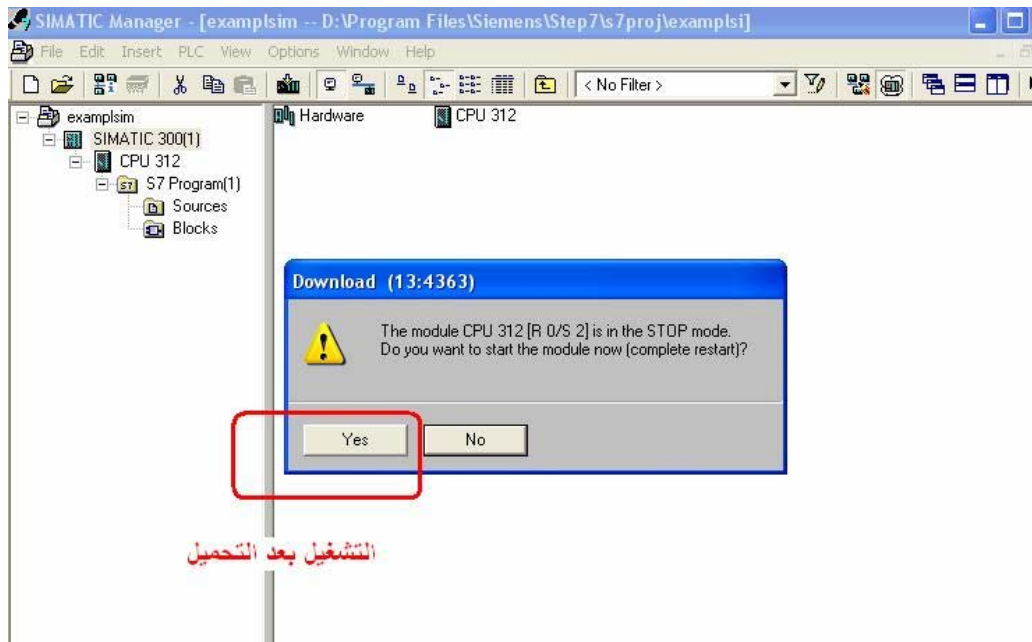 SIMATIC Manager - [examplsim -- D:\Program Files\Siemens\Step7\s7proj\examplsi]
File Edit Insert PLC View Options Window Help
< No Filter >
examplsim
SIMATIC 300(1)
CPU 312
S7 Program(1)
Sources
Blocks
Hardware
CPU 312
Download (13:4363)
The module CPU 312 [R 0/S 2] is in the STOP mode.
Do you want to start the module now (complete restart)?
Yes
No
التشغيل بعد التحميل